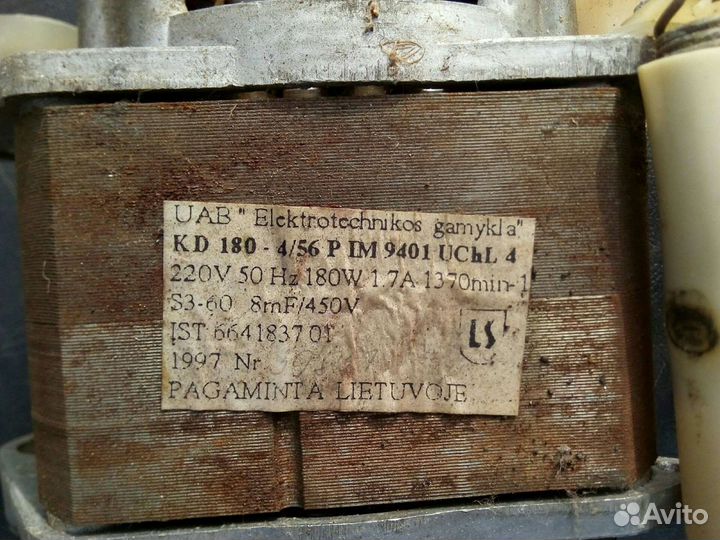 UAB "Elektrotechnikos gamykla"
KD 180 - 4/56 P IM 9401 UChL 4
220V 50 Hz 180W 1.7A 1370min-1
S3-60 8mF/450V
IST 6641837 01
LS
1997 Nr
PAGAMINTA LIETUVOJE
Avito